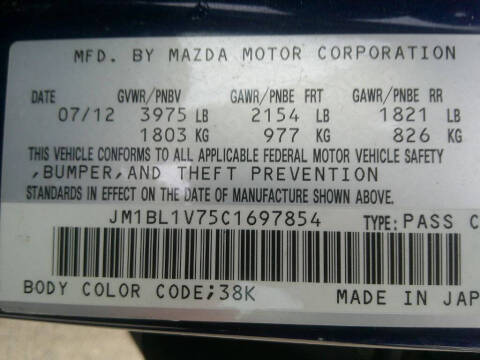 MFD. BY MAZDA MOTOR CORPORATION
DATE GVWR/PNBV GAWR/PNBE FRT GAWR/PNBE RR
07/12 3975 LB 2154 LB 1821 LB
1803 KG 977 KG 826 KG
THIS VEHICLE CONFORMS TO ALL APPLICABLE FEDERAL MOTOR VEHICLE SAFETY
,BUMPER,AND THEFT PREVENTION
STANDARDS IN EFFECT ON THE DATE OF MANUFACTURE SHOWN ABOVE.
JM1BL1V75C1697854 TYPE: PASS C
BODY COLOR CODE;38K MADE IN JAP